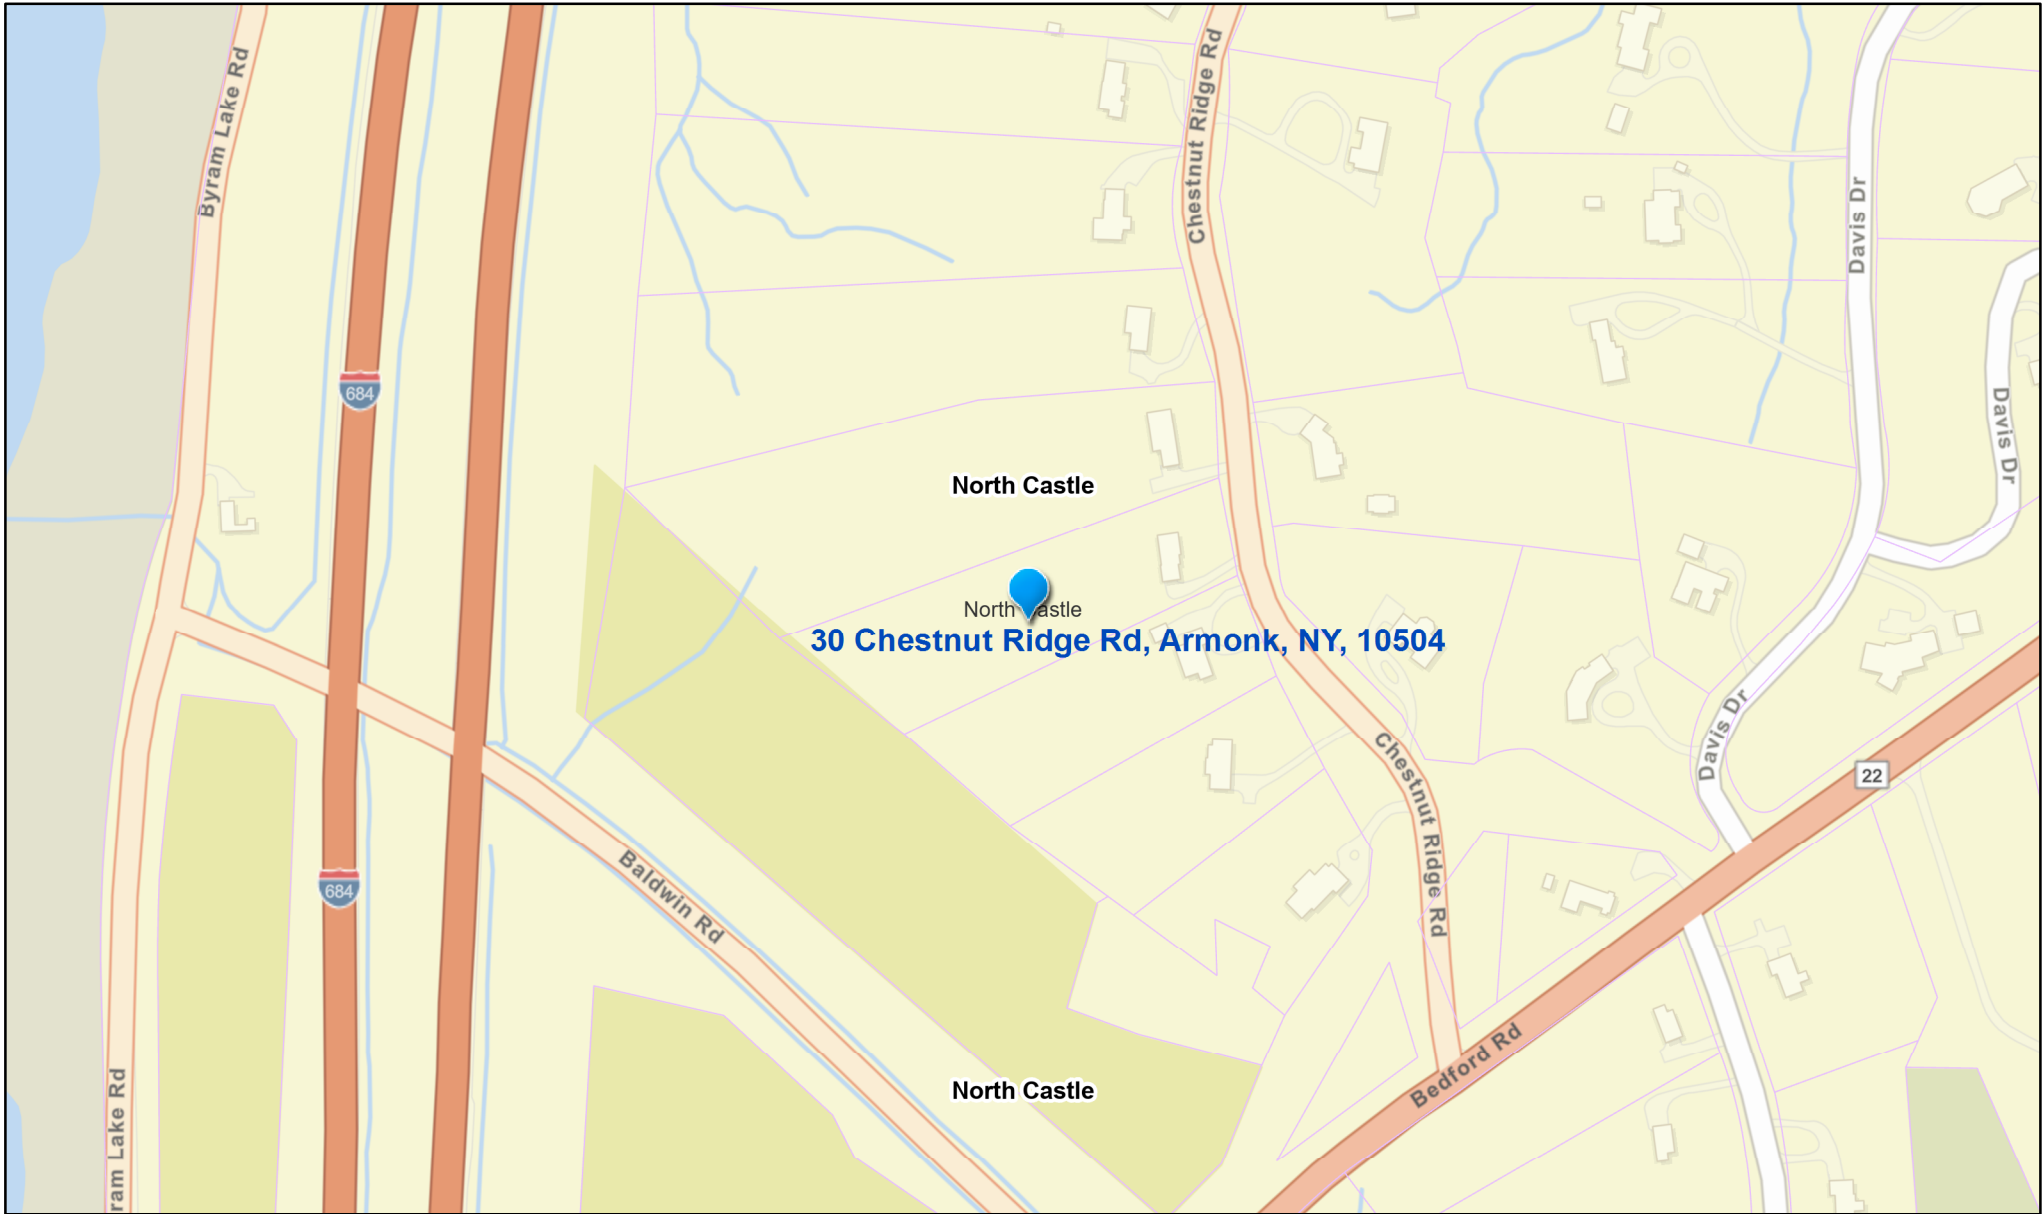 Byram Lake Rd
Chestnut Ridge Rd
Davis Dr
684
Davis Dr
North Castle
North Castle
30 Chestnut Ridge Rd, Armonk, NY, 10504
Davis Dr
Chestnut Ridge Rd
22
684
Baldwin Rd
Bedford Rd
North Castle
ram Lake Rd